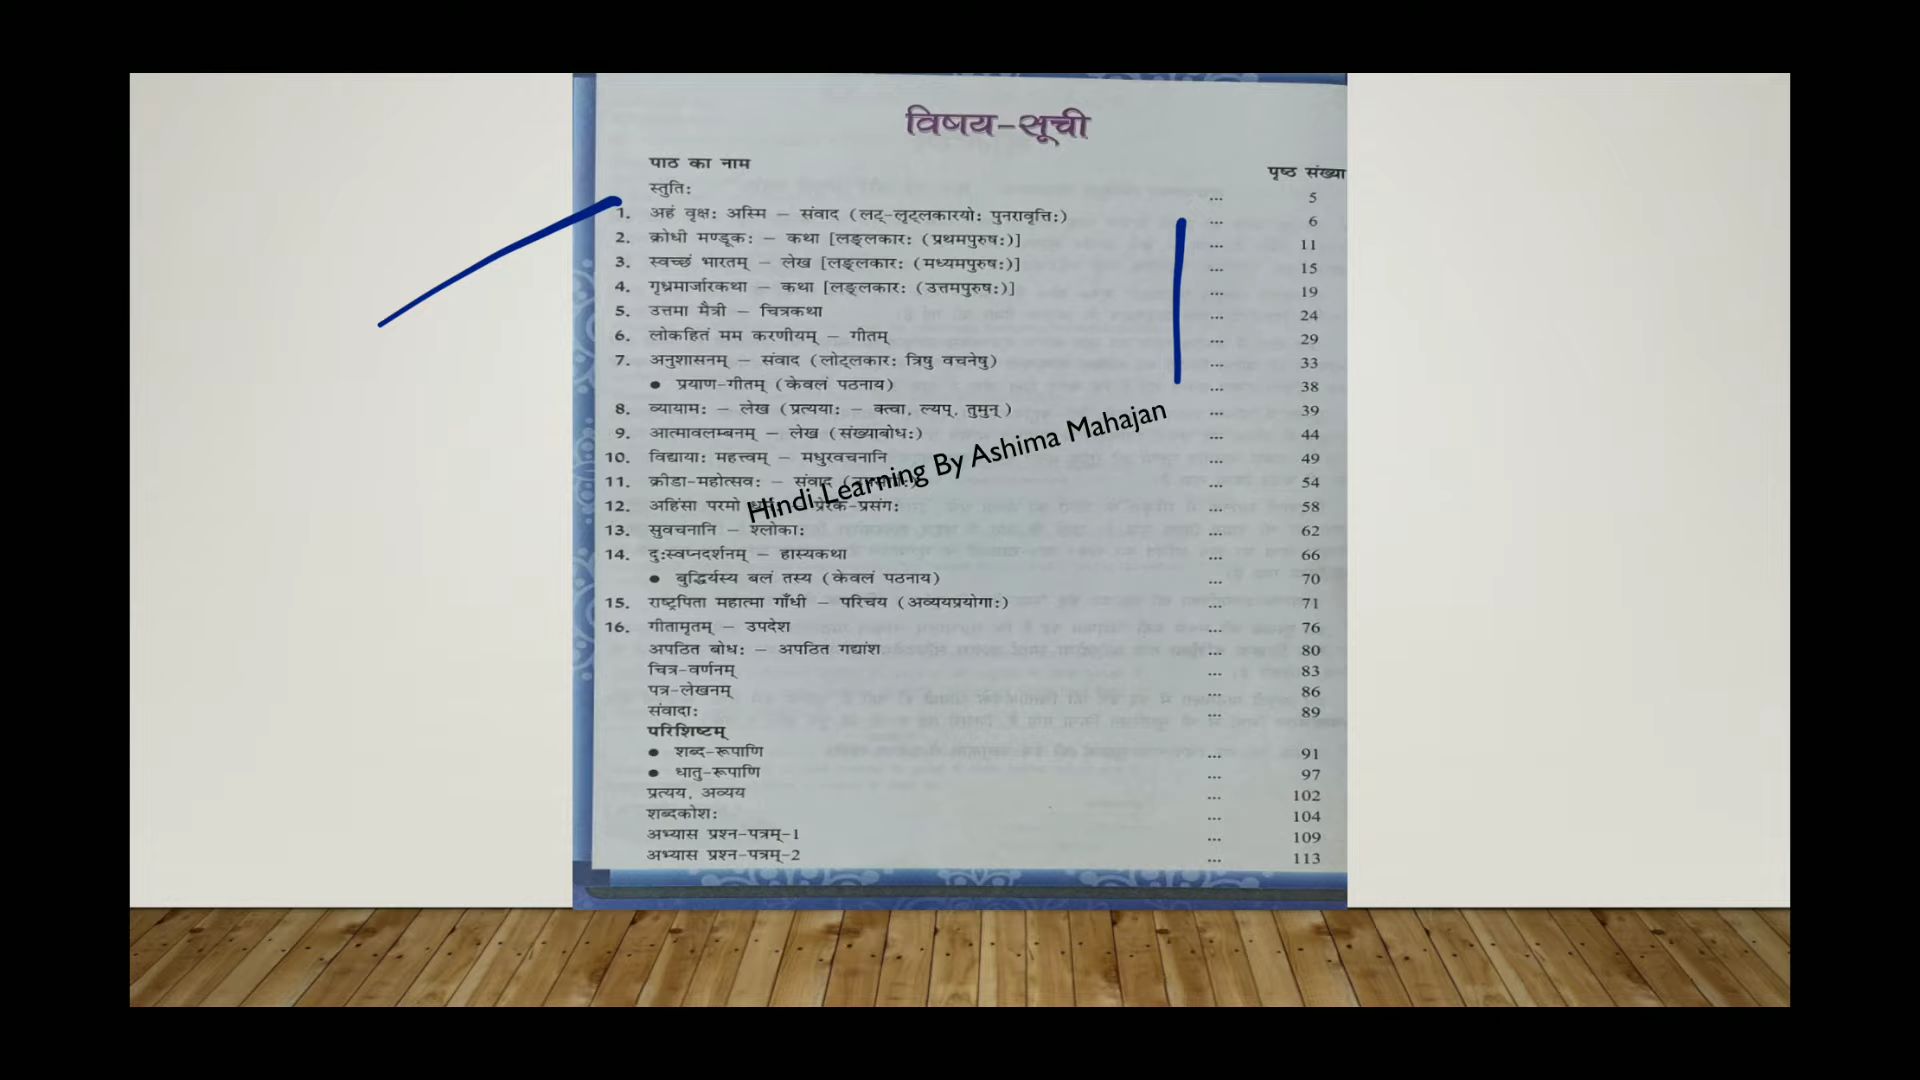 विषय-सूची
पाठ का नाम पृष्ठ संख्या
स्तुतिः ... 5
1. अहं वृक्षः अस्मि – संवाद (लट्-लृट्लकारयोः पुनरावृत्तिः) ... 6
2. क्रोधी मण्डूकः – कथा [लङ्लकारः (प्रथमपुरुषः)] ... 11
3. स्वच्छं भारतम् – लेख [लङ्लकारः (मध्यमपुरुषः)] ... 15
4. गृध्रमार्जारकथा – कथा [लङ्लकारः (उत्तमपुरुषः)] ... 19
5. उत्तमा मैत्री – चित्रकथा ... 24
6. लोकहितं मम करणीयम् – गीतम् ... 29
7. अनुशासनम् – संवाद (लोट्लकारः त्रिषु वचनेषु) ... 33
● प्रयाण-गीतम् (केवलं पठनाय) ... 38
8. व्यायामः – लेख (प्रत्ययाः – क्त्वा, ल्यप्, तुमुन्) ... 39
9. आत्मावलम्बनम् – लेख (संख्याबोधः) ... 44
10. विद्यायाः महत्त्वम् – मधुरवचनानि ... 49
11. क्रीडा-महोत्सवः – संवाद ... 54
12. अहिंसा परमो धर्मः – प्रेरक-प्रसंगः ... 58
13. सुवचनानि – श्लोकाः ... 62
14. दुःस्वप्नदर्शनम् – हास्यकथा ... 66
● बुद्धिर्यस्य बलं तस्य (केवलं पठनाय) ... 70
15. राष्ट्रपिता महात्मा गाँधी – परिचय (अव्ययप्रयोगाः) ... 71
16. गीतामृतम् – उपदेश ... 76
अपठित बोधः – अपठित गद्यांश ... 80
चित्र-वर्णनम् ... 83
पत्र-लेखनम् ... 86
संवादाः ... 89
परिशिष्टम्
● शब्द-रूपाणि ... 91
● धातु-रूपाणि ... 97
प्रत्यय, अव्यय ... 102
शब्दकोशः ... 104
अभ्यास प्रश्न-पत्रम्-1 ... 109
अभ्यास प्रश्न-पत्रम्-2 ... 113
Hindi Learning By Ashima Mahajan